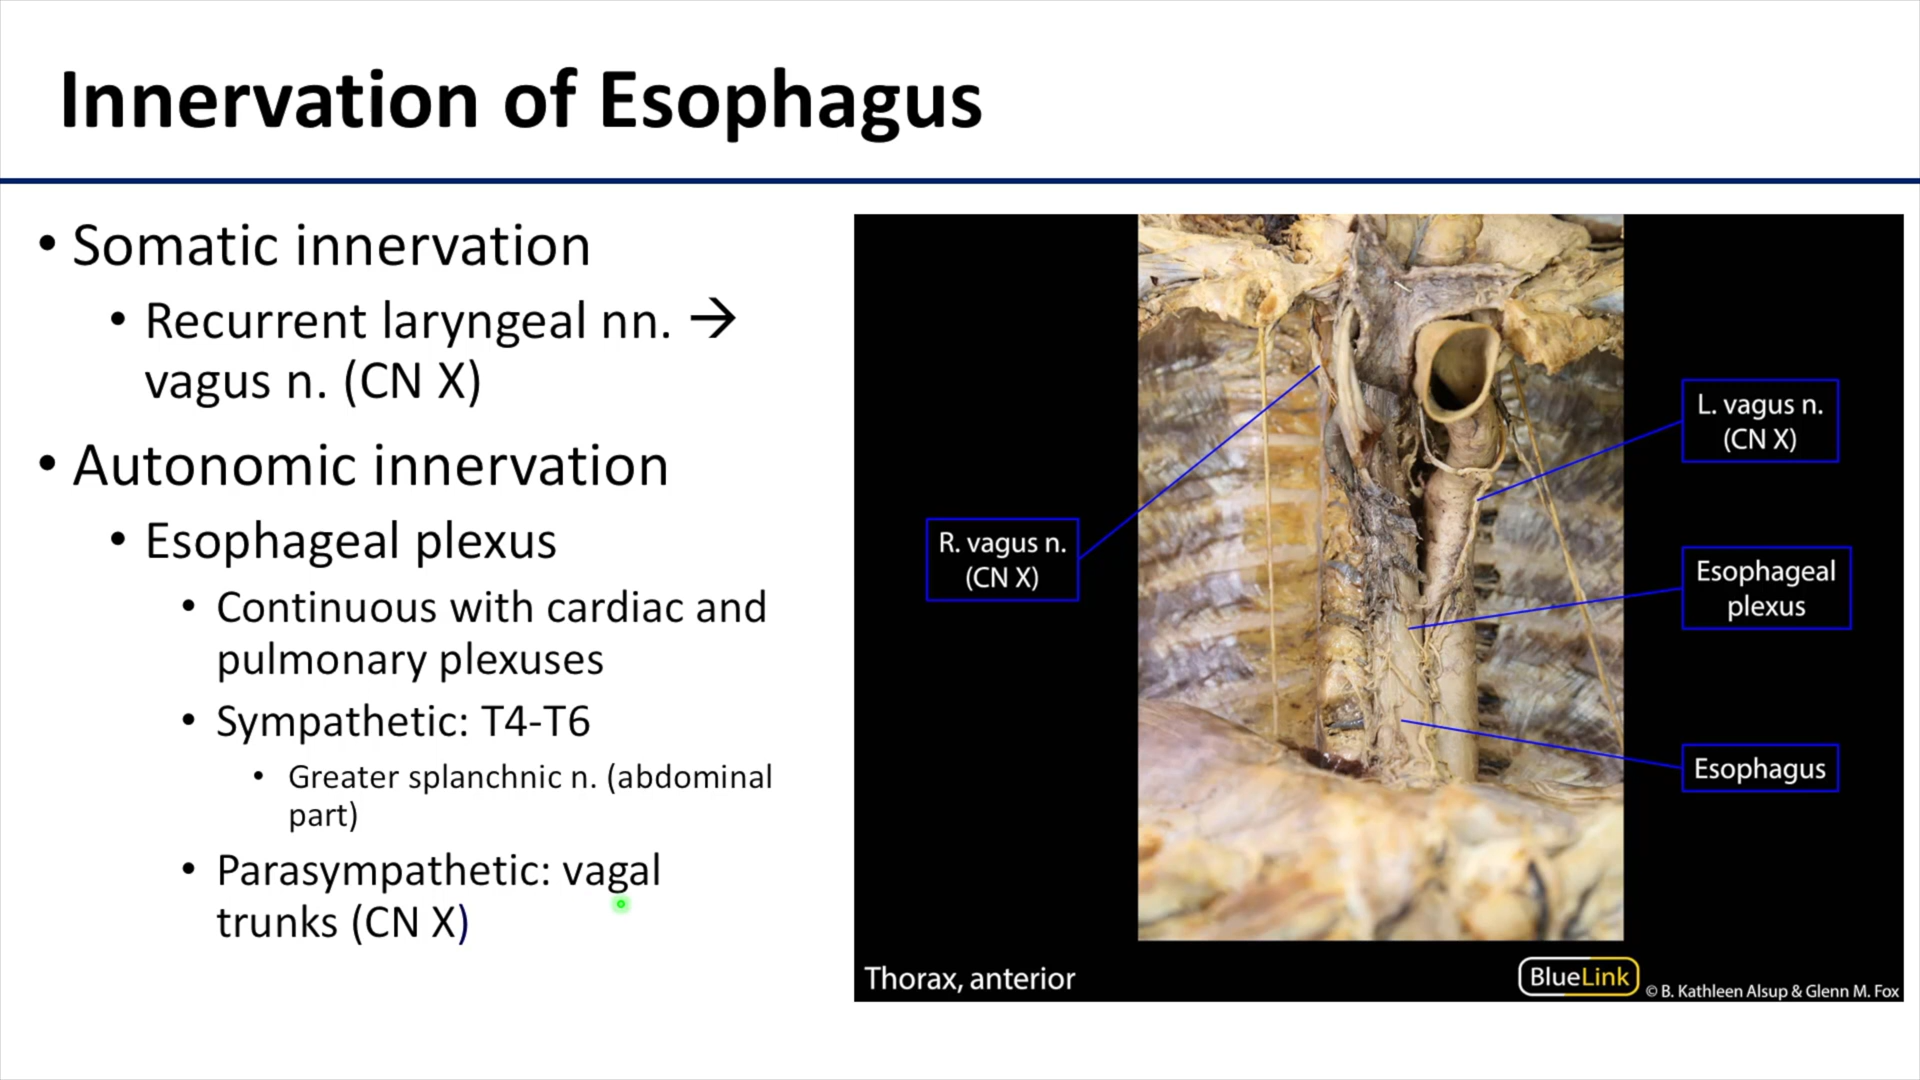 Innervation of Esophagus
• Somatic innervation
• Recurrent laryngeal nn. →
vagus n. (CN X)
• Autonomic innervation
• Esophageal plexus
• Continuous with cardiac and
pulmonary plexuses
• Sympathetic: T4-T6
• Greater splanchnic n. (abdominal
part)
• Parasympathetic: vagal
trunks (CN X)
R. vagus n.
(CN X)
L. vagus n.
(CN X)
Esophageal
plexus
Esophagus
Thorax, anterior
BlueLink
© B. Kathleen Alsup & Glenn M. Fox